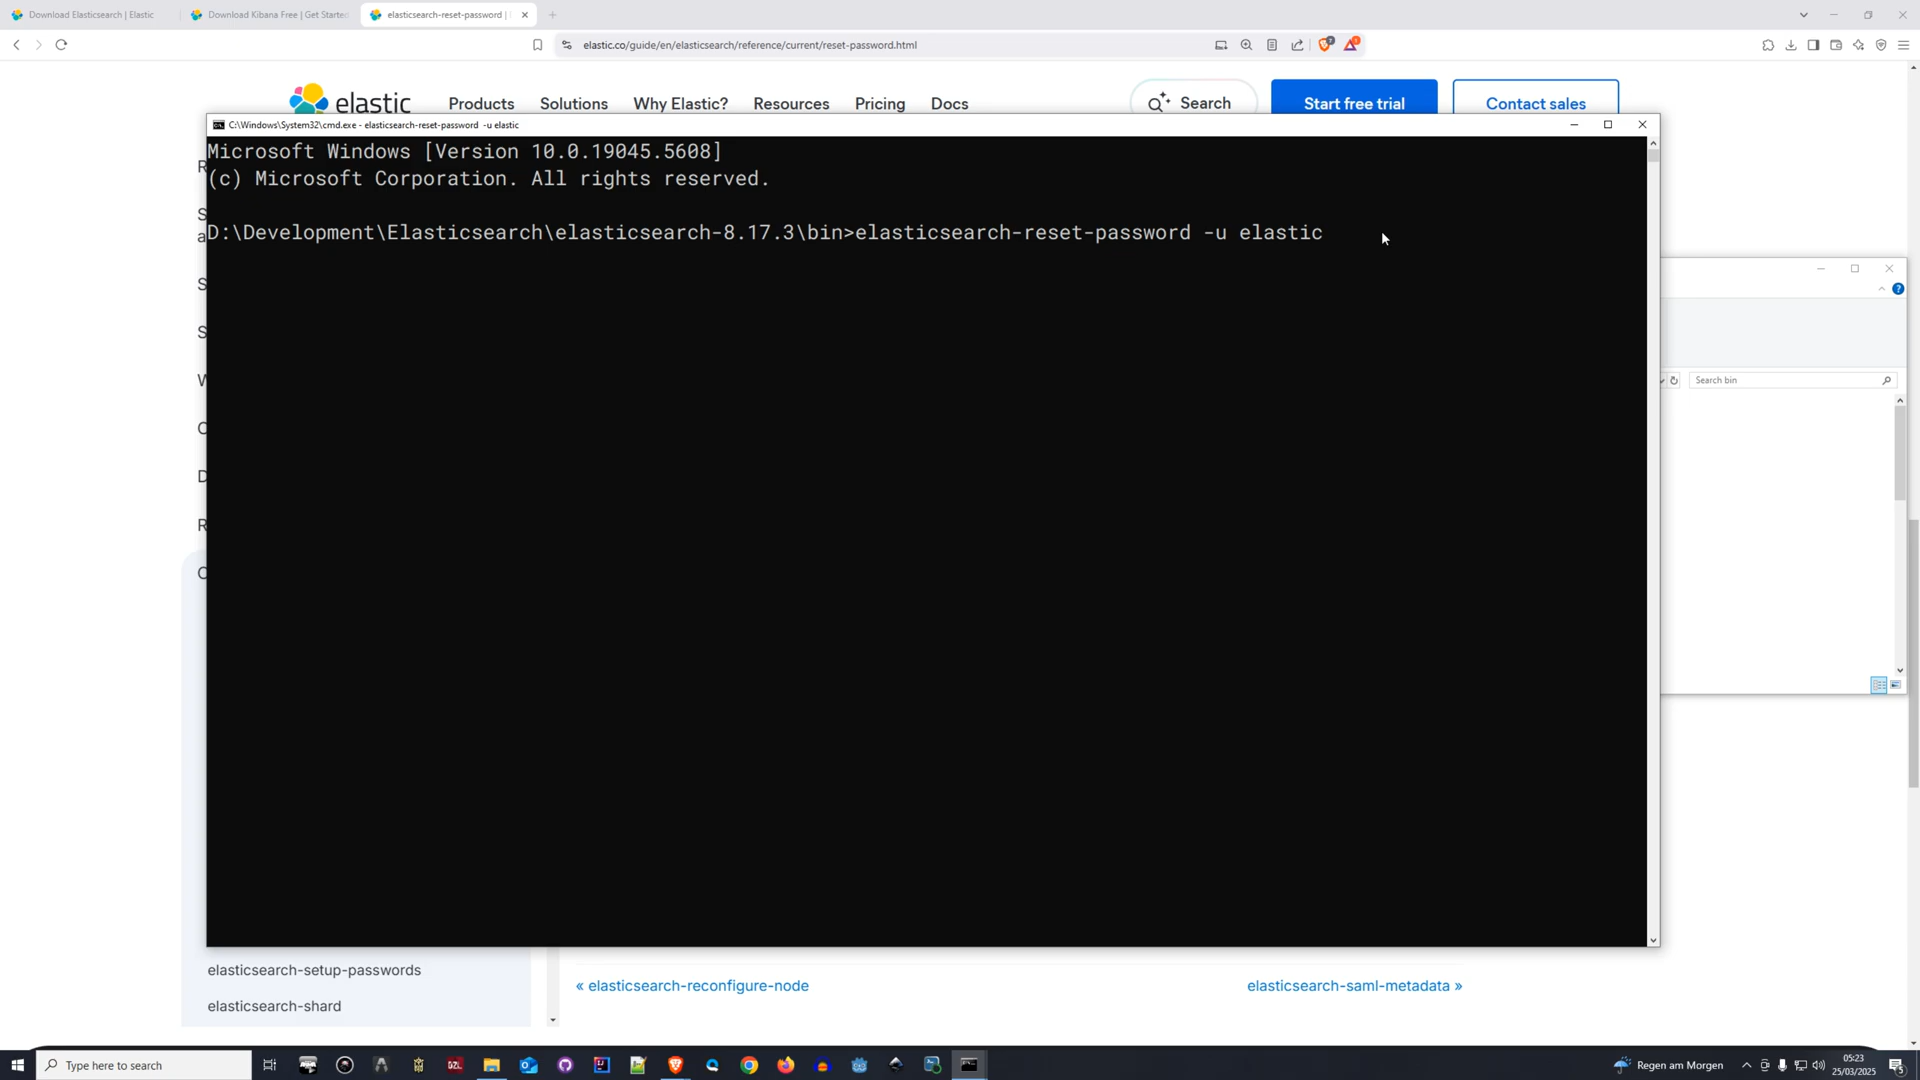 Download Elasticsearch | Elastic
Download Kibana Free | Get Starte
elasticsearch-reset-password |
elastic.co/guide/en/elasticsearch/reference/current/reset-password.html
elastic
Products
Solutions
Why Elastic?
Resources
Pricing
Docs
Search
Start free trial
Contact sales
C:\Windows\System32\cmd.exe - elasticsearch-reset-password -u elastic
Microsoft Windows [Version 10.0.19045.5608]
(c) Microsoft Corporation. All rights reserved.
D:\Development\Elasticsearch\elasticsearch-8.17.3\bin>elasticsearch-reset-password -u elastic
Search bin
elasticsearch-setup-passwords
elasticsearch-shard
« elasticsearch-reconfigure-node
elasticsearch-saml-metadata »
Type here to search
Regen am Morgen
05:23
25/03/2025